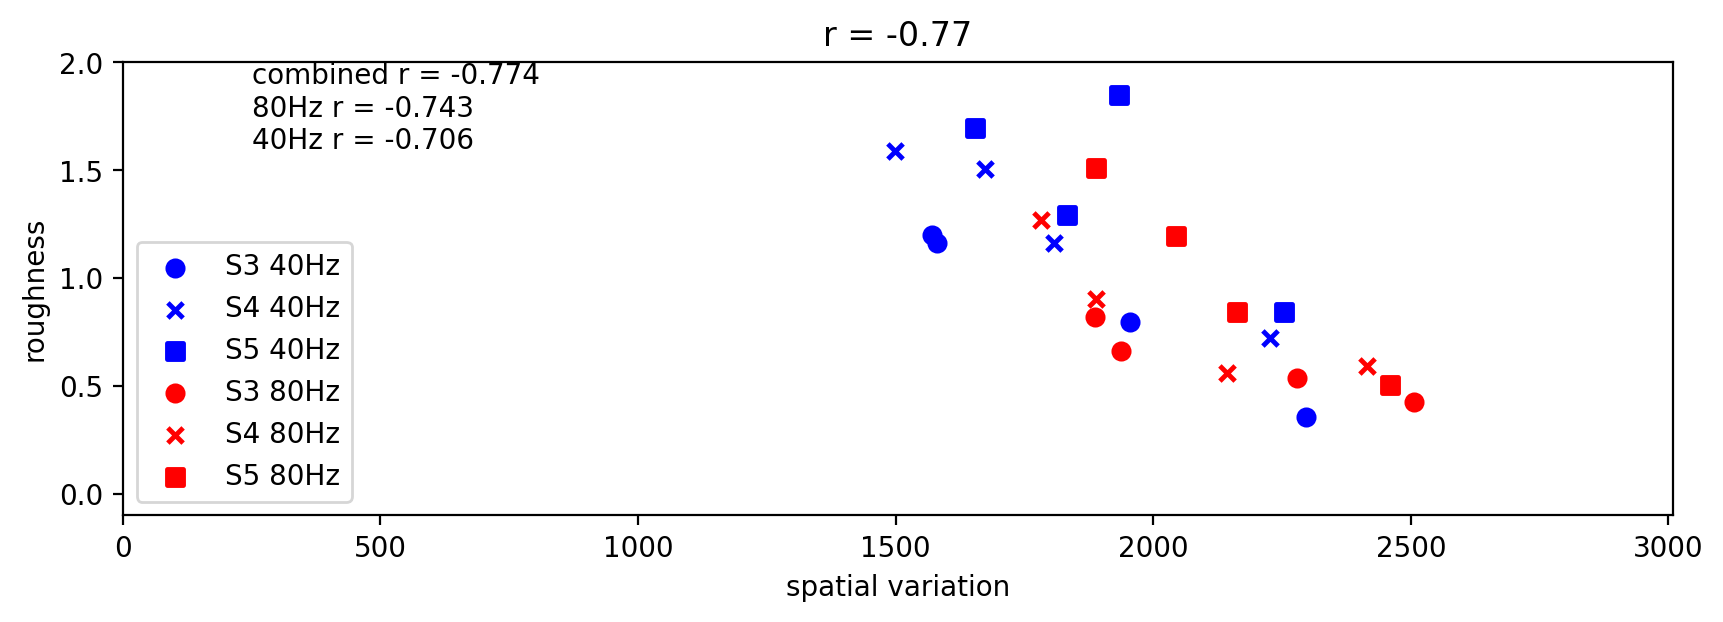 r = -0.77
combined r = -0.774
80Hz r = -0.743
40Hz r = -0.706
2.0
1.5
1.0
0.5
0.0
roughness
S3 40Hz
S4 40Hz
S5 40Hz
S3 80Hz
S4 80Hz
S5 80Hz
0 500 1000 1500 2000 2500 3000
spatial variation